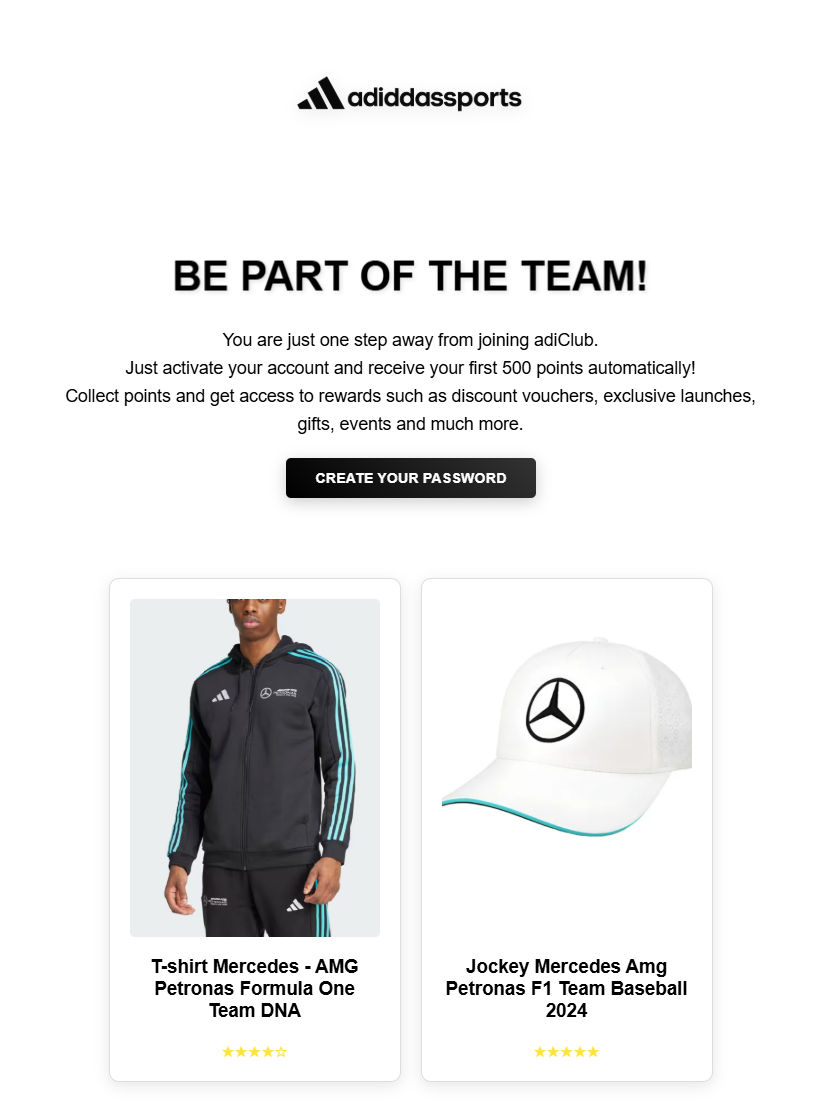 adiddassports
BE PART OF THE TEAM!
You are just one step away from joining adiClub.
Just activate your account and receive your first 500 points automatically!
Collect points and get access to rewards such as discount vouchers, exclusive launches,
gifts, events and much more.
CREATE YOUR PASSWORD
T-shirt Mercedes - AMG
Petronas Formula One
Team DNA
★★★★☆
Jockey Mercedes Amg
Petronas F1 Team Baseball
2024
★★★★★